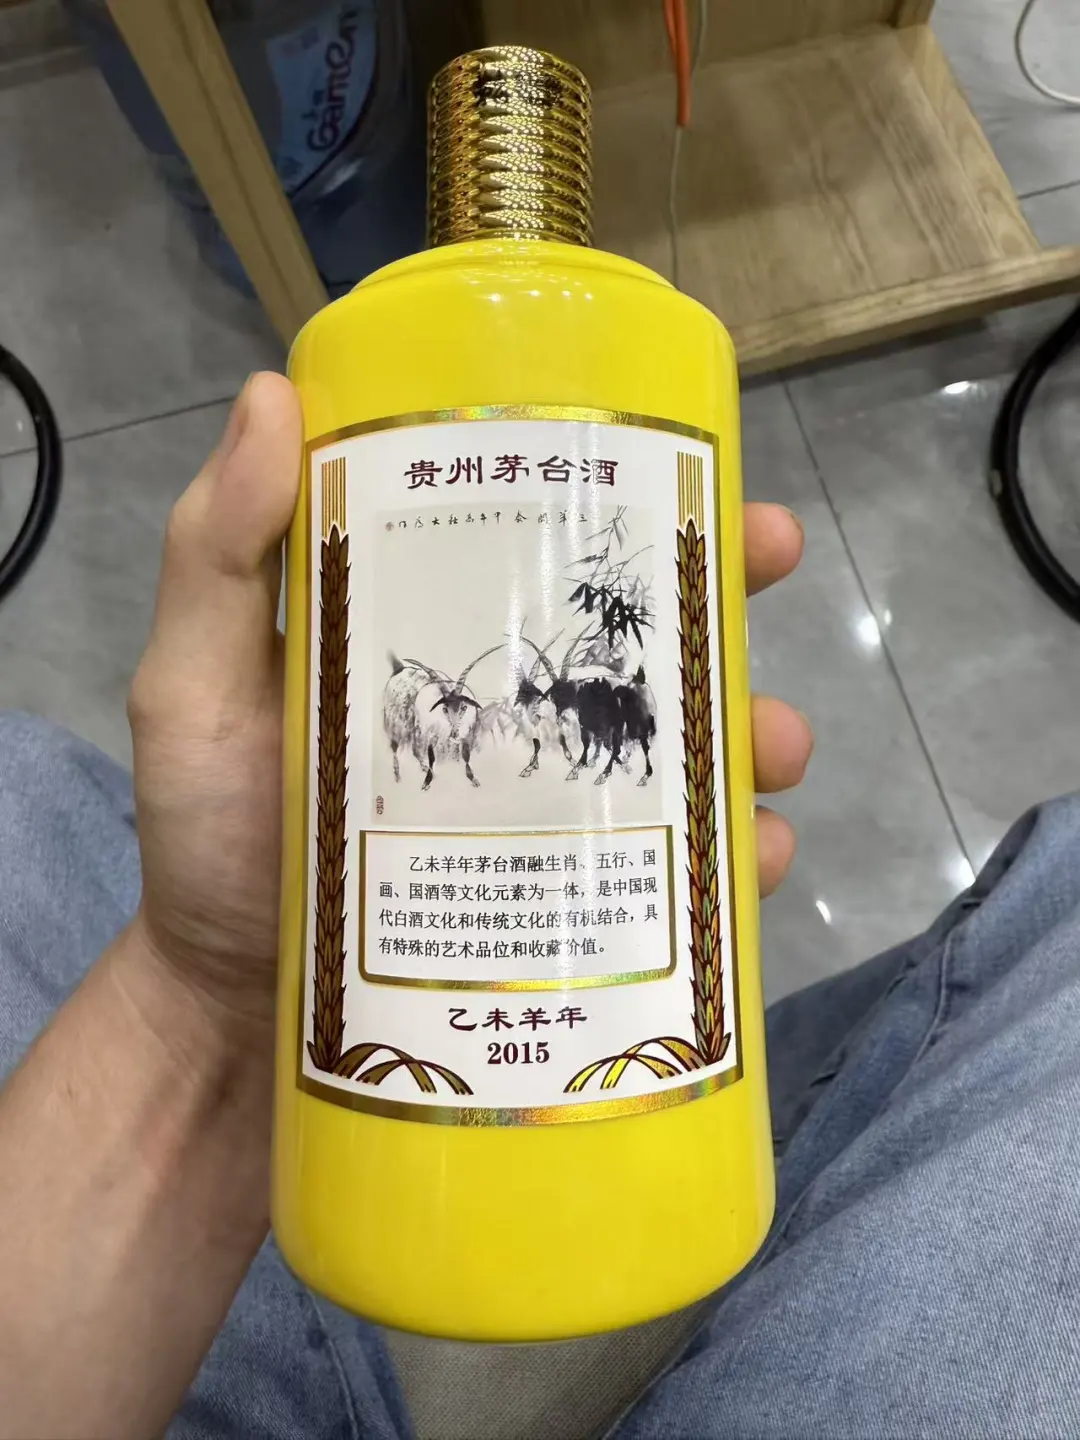 贵州茅台酒
乙未羊年茅台酒融生肖、五行、国
画、国酒等文化元素为一体，是中国现
代白酒文化和传统文化的有机结合，具
有特殊的艺术品位和收藏价值。
乙未羊年
2015